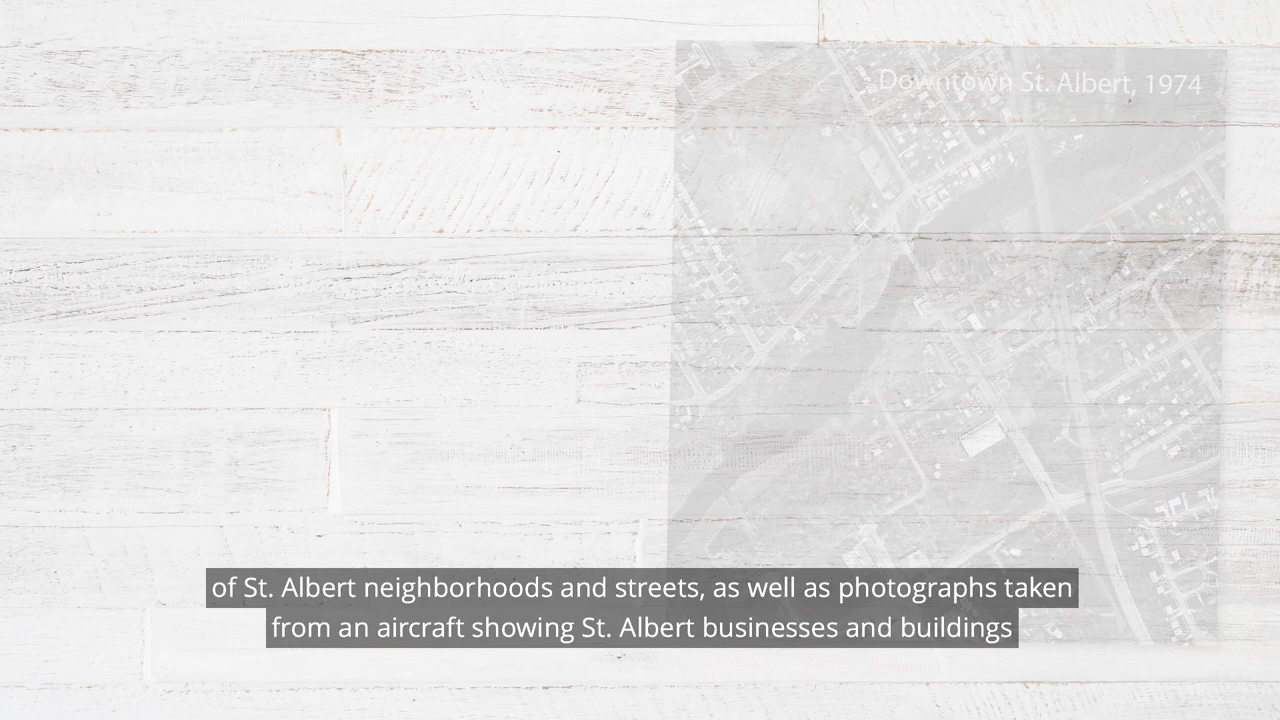 Downtown St. Albert, 1974
of St. Albert neighborhoods and streets, as well as photographs taken
from an aircraft showing St. Albert businesses and buildings